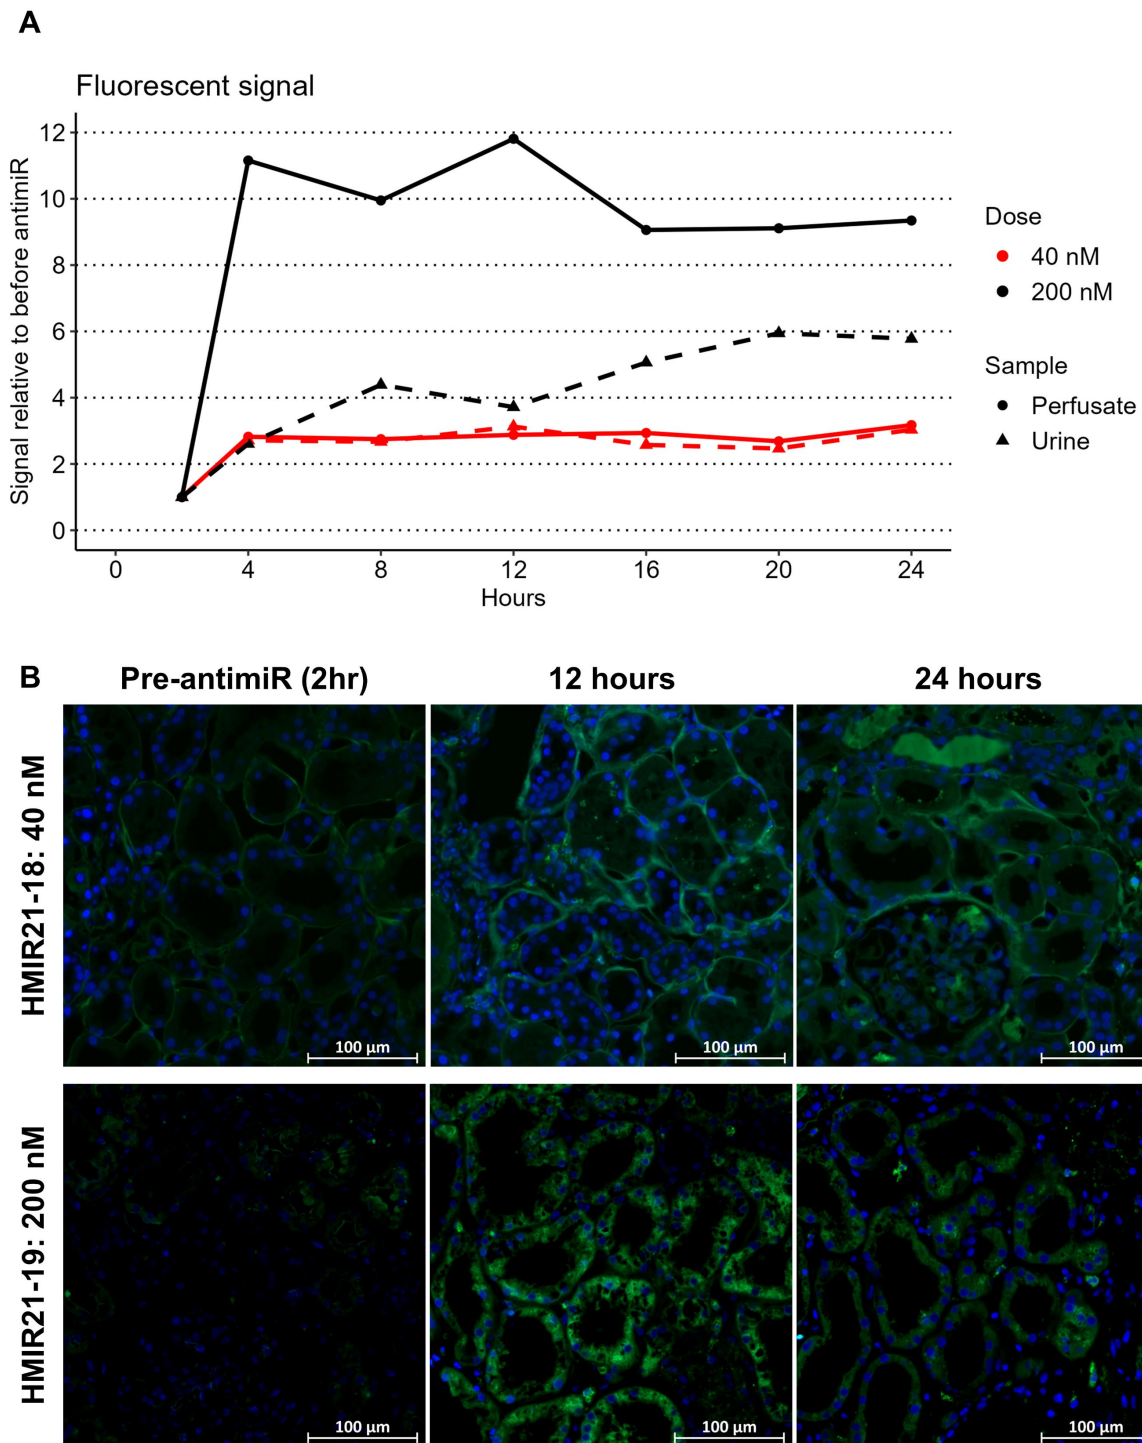 A
Fluorescent signal
Signal relative to before antimiR
12
10
8
6
4
2
0
0 4 8 12 16 20 24
Hours
Dose
40 nM
200 nM
Sample
Perfusate
Urine
B
Pre-antimiR (2hr) 12 hours 24 hours
HMIR21-18: 40 nM
100 µm 100 µm 100 µm
HMIR21-19: 200 nM
100 µm 100 µm 100 µm